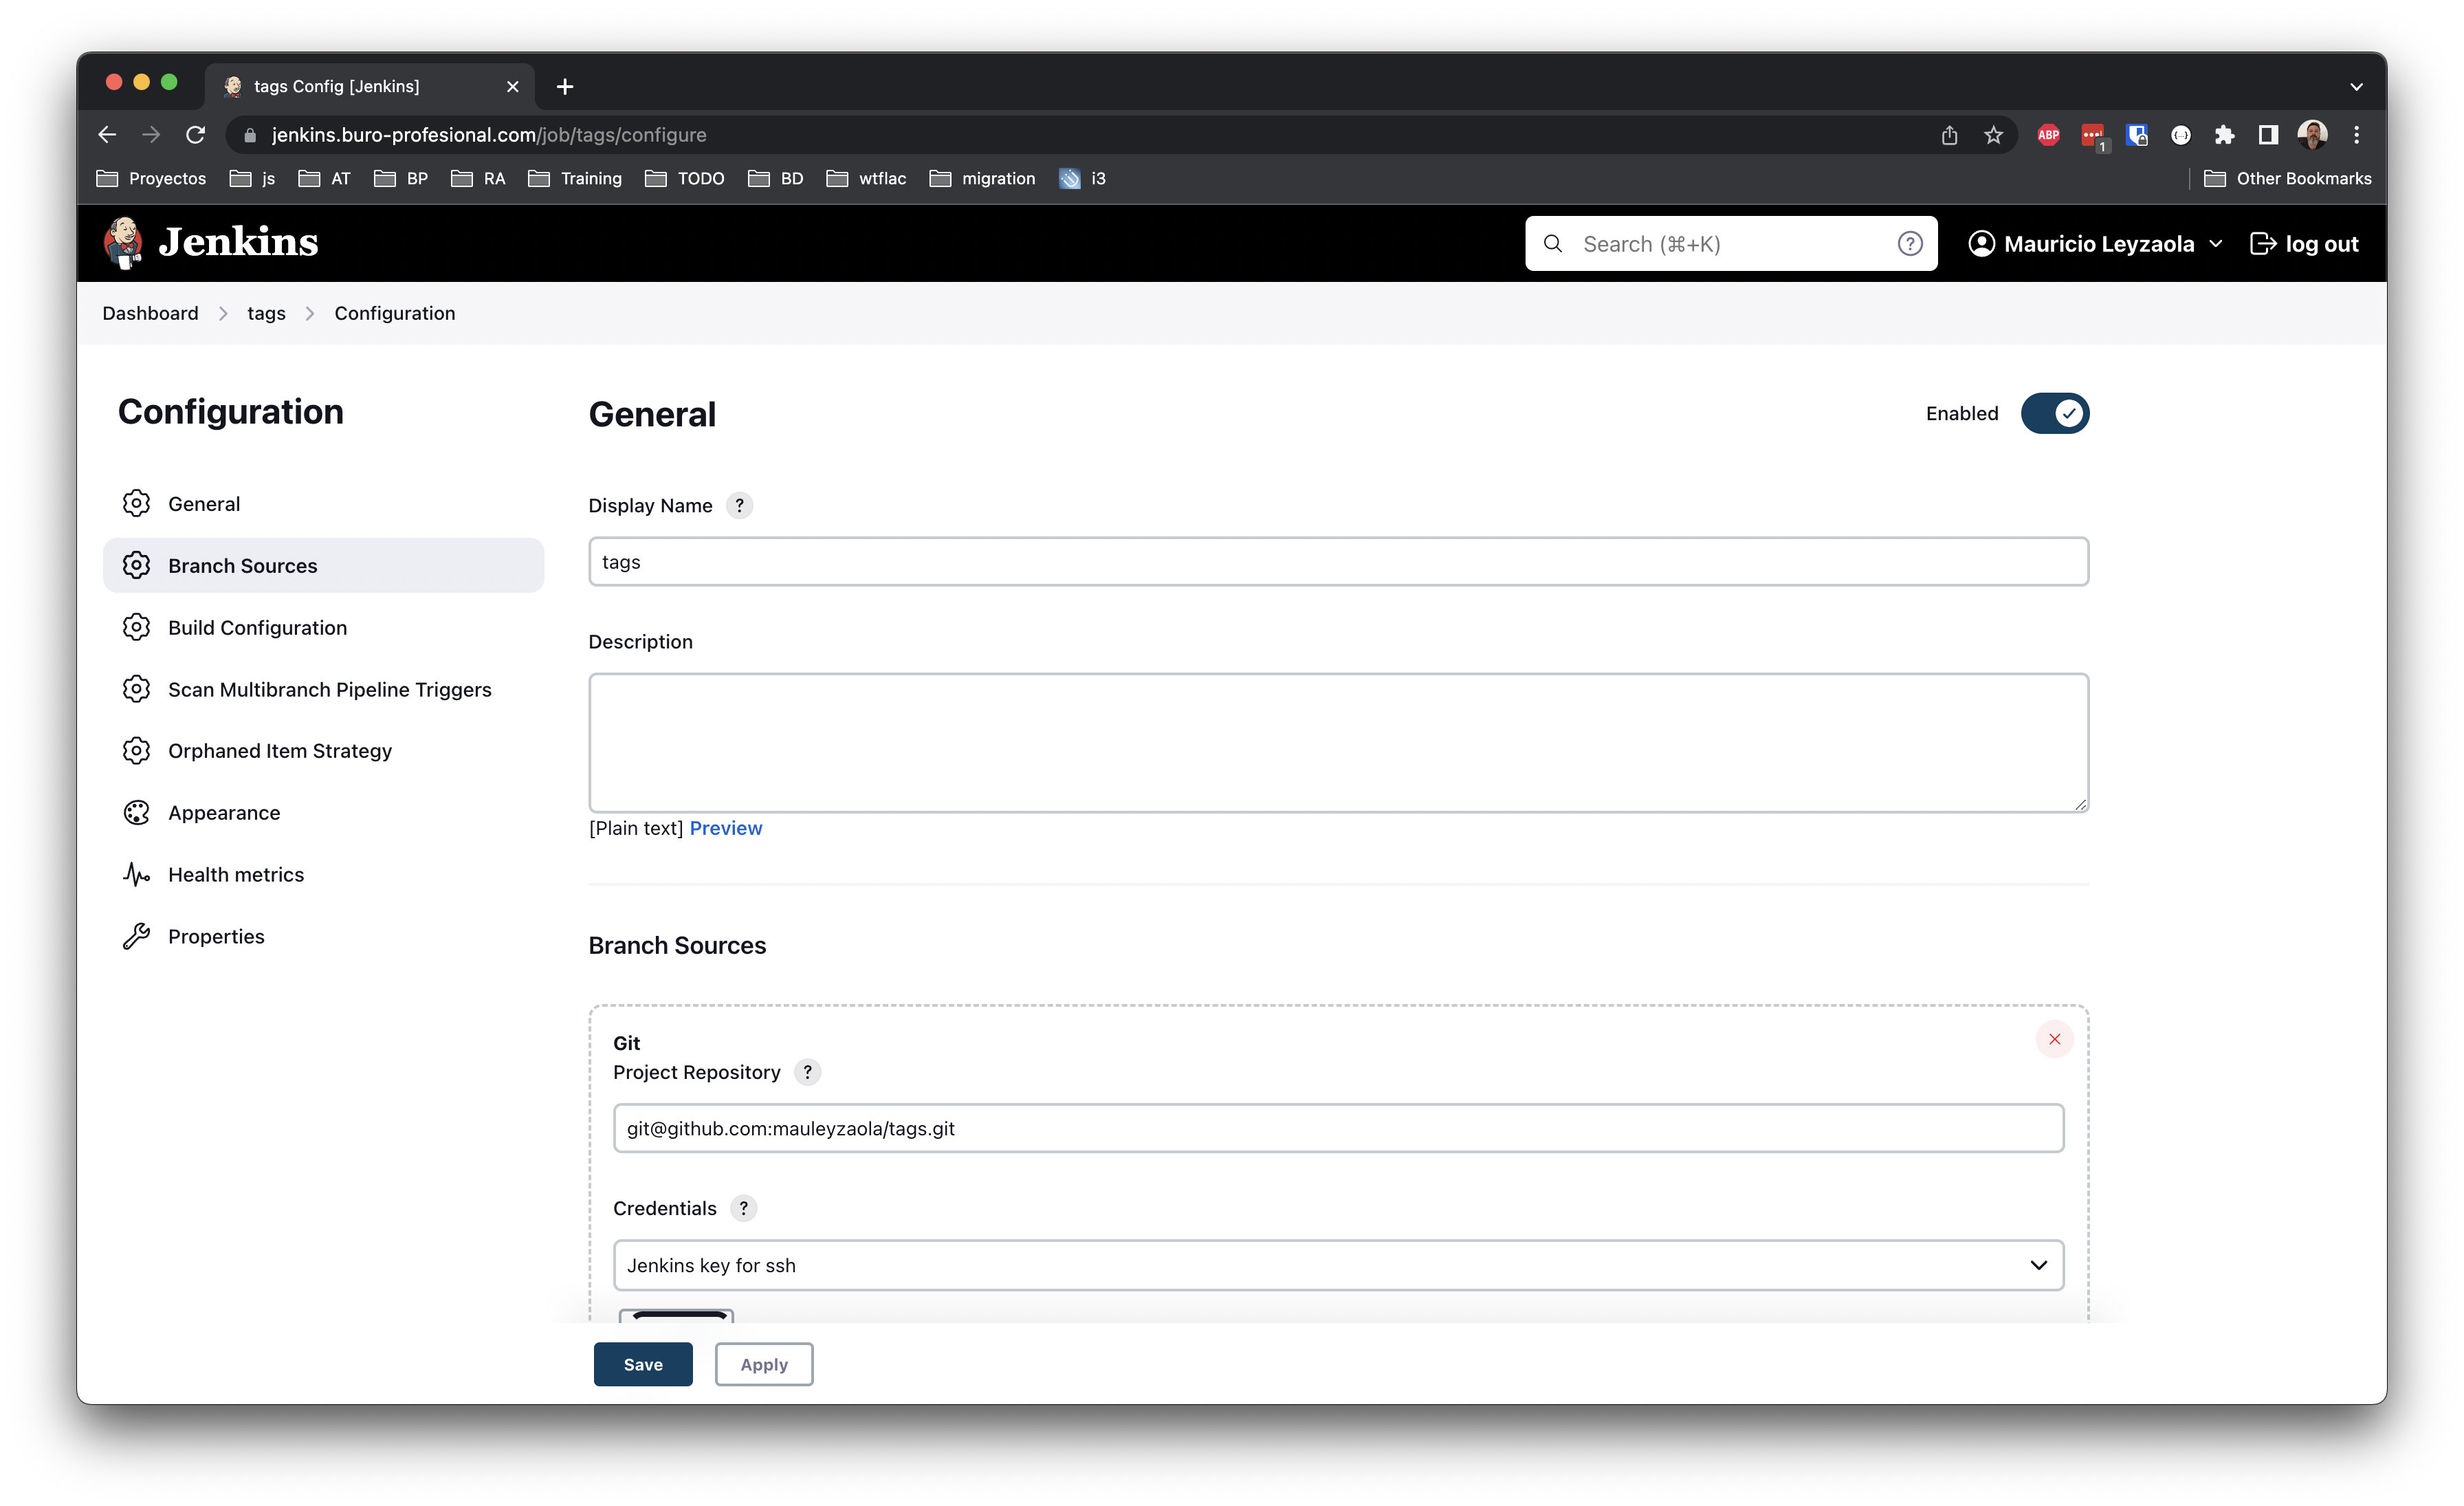 tags Config [Jenkins]
jenkins.buro-profesional.com/job/tags/configure
ABP
1
Proyectos js AT BP RA Training TODO BD wtflac migration i3 Other Bookmarks
Jenkins
Search (⌘+K) ?
Mauricio Leyzaola
log out
Dashboard tags Configuration
Configuration
General
Branch Sources
Build Configuration
Scan Multibranch Pipeline Triggers
Orphaned Item Strategy
Appearance
Health metrics
Properties
General
Enabled
Display Name ?
tags
Description
[Plain text] Preview
Branch Sources
Git
Project Repository ?
git@github.com:mauleyzaola/tags.git
Credentials ?
Jenkins key for ssh
Save Apply